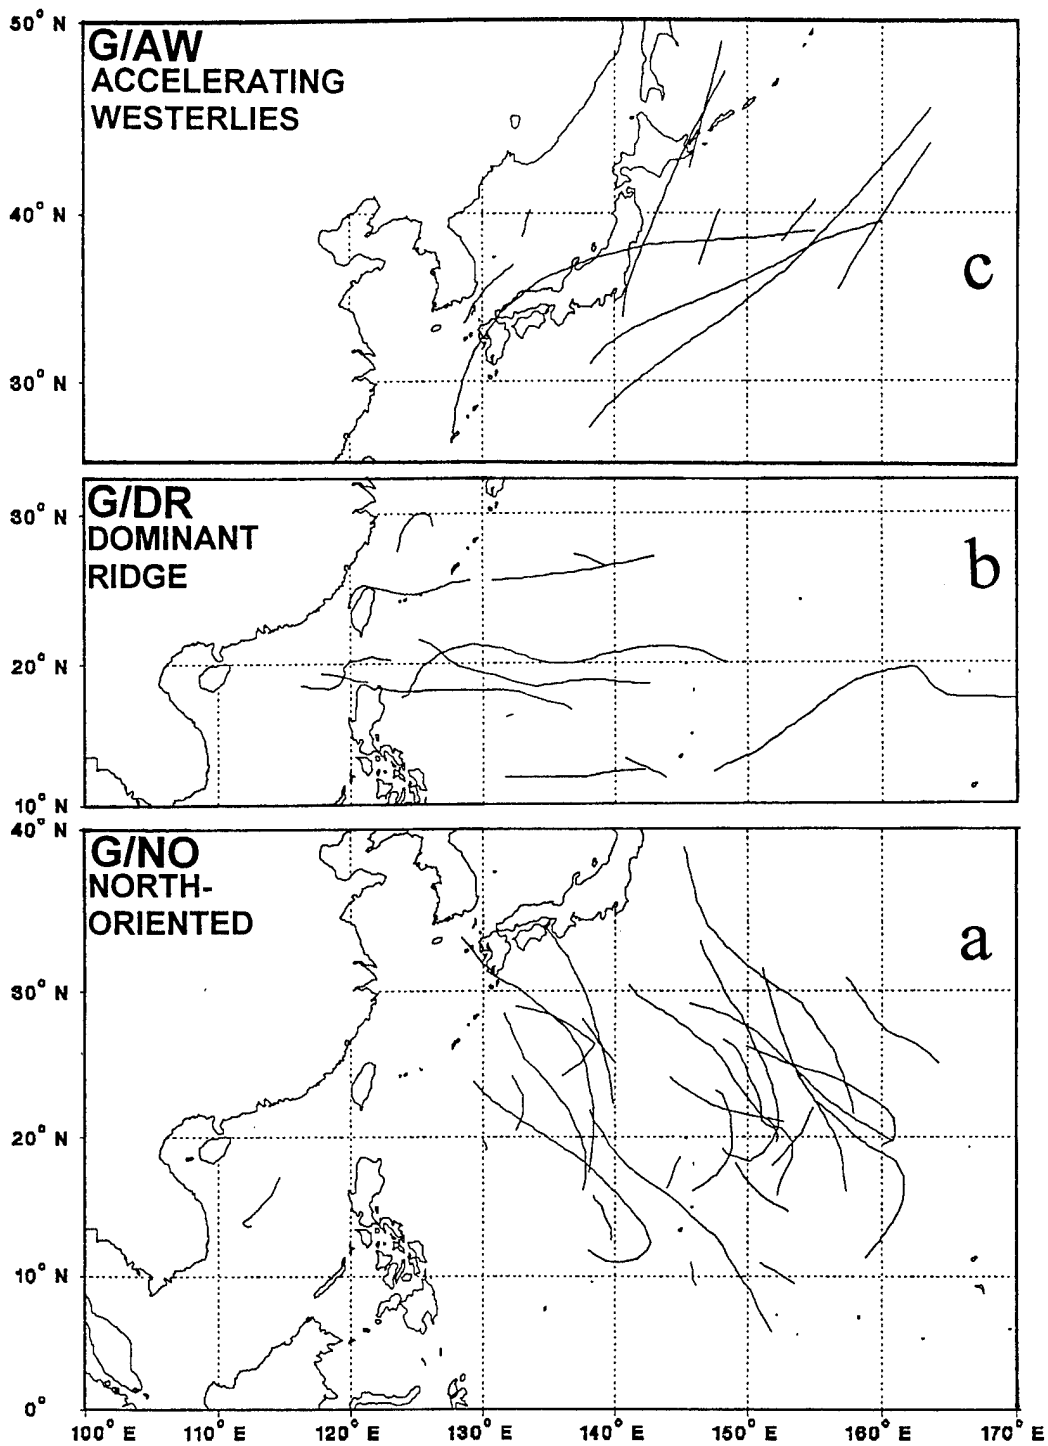 50° N
G/AW
ACCELERATING
WESTERLIES
40° N
c
30° N
G/DR
DOMINANT
RIDGE
30° N
b
20° N
10° N
40° N
G/NO
NORTH-
ORIENTED
a
30° N
20° N
10° N
0°
100° E 110° E 120° E 130° E 140° E 150° E 160° E 170° E